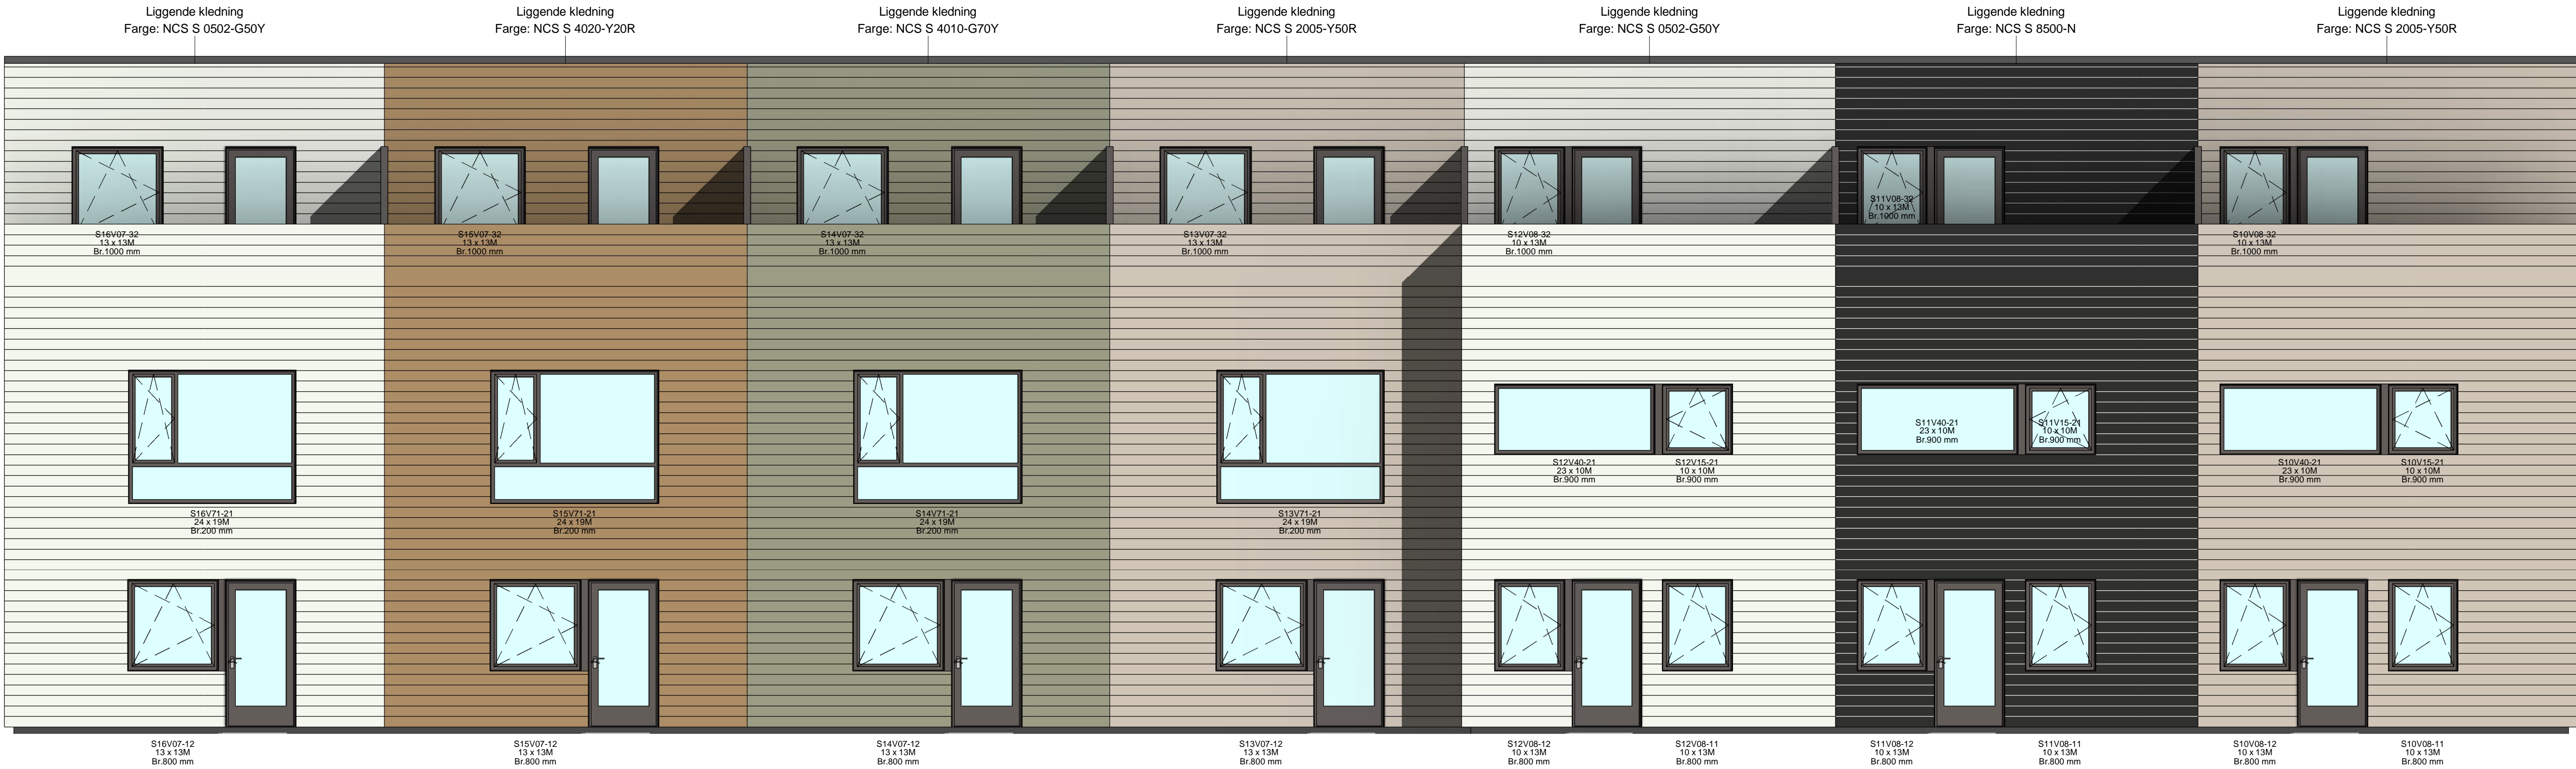 Liggende kledning
Farge: NCS S 0502-G50Y
Liggende kledning
Farge: NCS S 4020-Y20R
Liggende kledning
Farge: NCS S 4010-G70Y
Liggende kledning
Farge: NCS S 2005-Y50R
Liggende kledning
Farge: NCS S 0502-G50Y
Liggende kledning
Farge: NCS S 8500-N
Liggende kledning
Farge: NCS S 2005-Y50R
S16V07-32
13 x 13M
Br.1000 mm
S15V07-32
13 x 13M
Br.1000 mm
S14V07-32
13 x 13M
Br.1000 mm
S13V07-32
13 x 13M
Br.1000 mm
S12V08-32
10 x 13M
Br.1000 mm
S11V08-32
10 x 13M
Br.1000 mm
S10V08-32
10 x 13M
Br.1000 mm
S16V71-21
24 x 19M
Br.200 mm
S15V71-21
24 x 19M
Br.200 mm
S14V71-21
24 x 19M
Br.200 mm
S13V71-21
24 x 19M
Br.200 mm
S12V40-21
23 x 10M
Br.900 mm
S12V15-21
10 x 10M
Br.900 mm
S11V40-21
23 x 10M
Br.900 mm
S11V15-21
10 x 10M
Br.900 mm
S10V40-21
23 x 10M
Br.900 mm
S10V15-21
10 x 10M
Br.900 mm
S16V07-12
13 x 13M
Br.800 mm
S15V07-12
13 x 13M
Br.800 mm
S14V07-12
13 x 13M
Br.800 mm
S13V07-12
13 x 13M
Br.800 mm
S12V08-12
10 x 13M
Br.800 mm
S12V08-11
10 x 13M
Br.800 mm
S11V08-12
10 x 13M
Br.800 mm
S11V08-11
10 x 13M
Br.800 mm
S10V08-12
10 x 13M
Br.800 mm
S10V08-11
10 x 13M
Br.800 mm